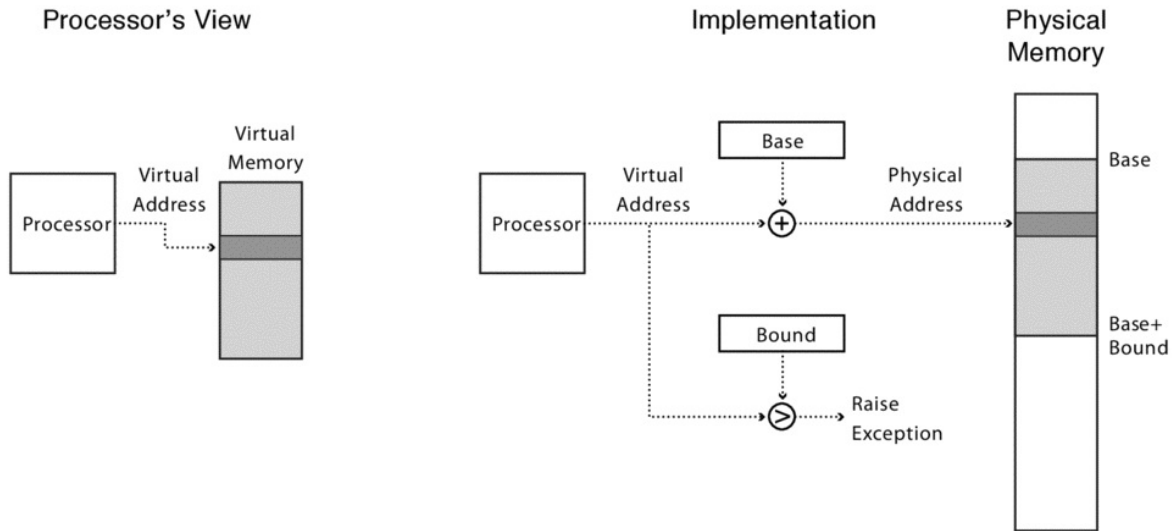 Processor's View
Implementation
Physical
Memory
Virtual
Memory
Virtual
Address
Processor
Base
Virtual
Address
Physical
Address
Processor
Base
Bound
Base+
Bound
Raise
Exception